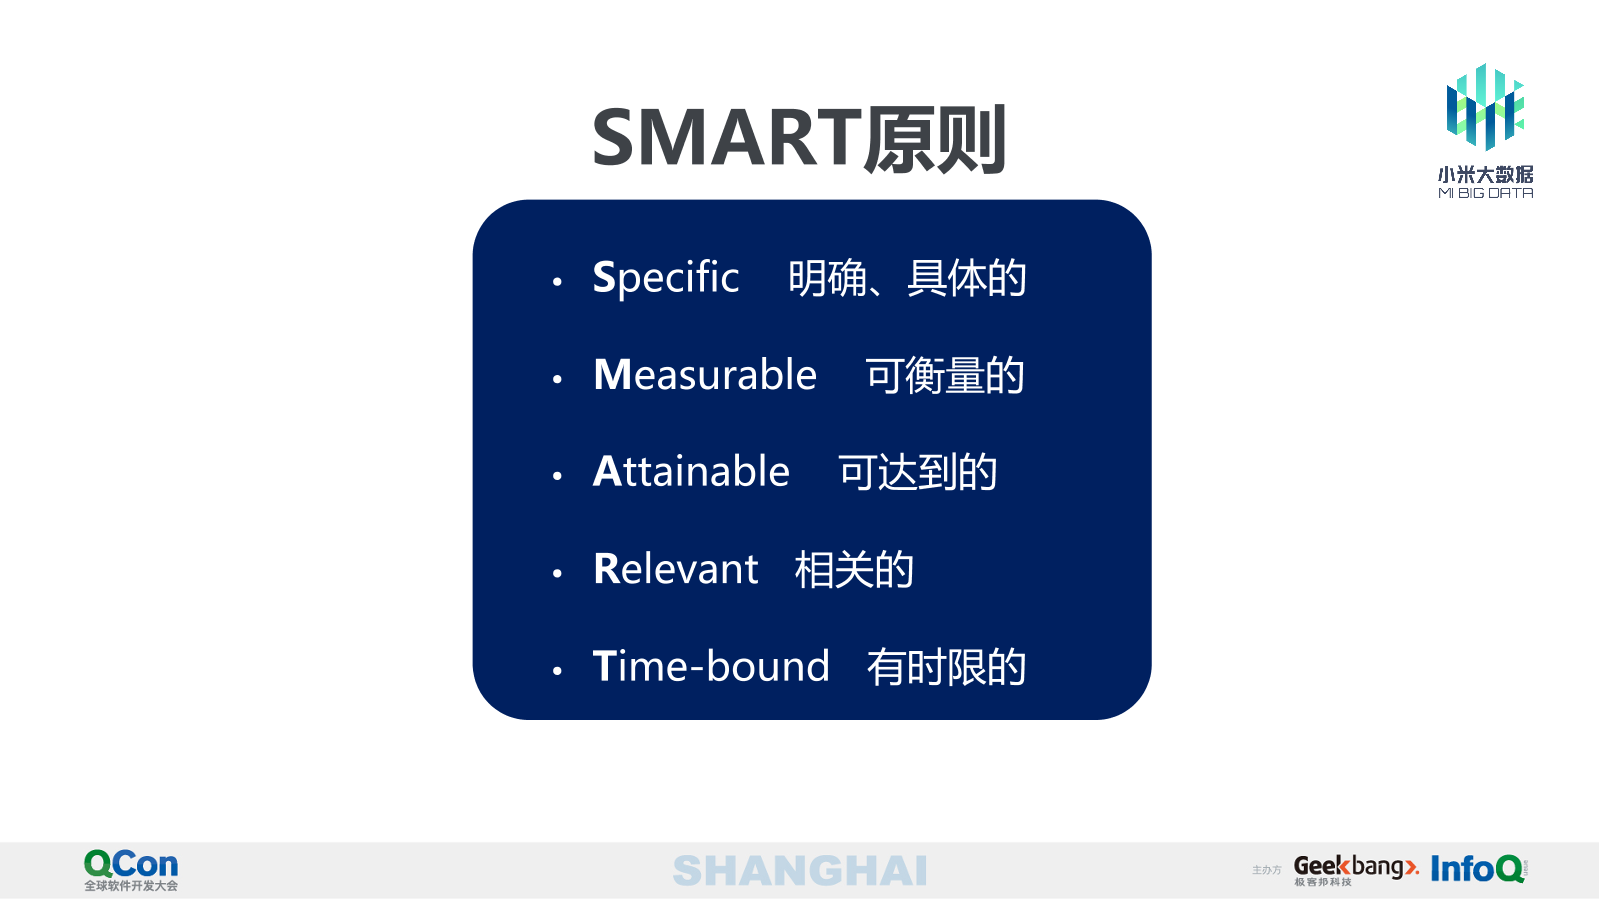 SMART原则
小米大数据
MI BIG DATA
• Specific 明确、具体的
• Measurable 可衡量的
• Attainable 可达到的
• Relevant 相关的
• Time-bound 有时限的
QCon
全球软件开发大会
SHANGHAI
主办方
Geekbang>.
极客邦科技
InfoQ